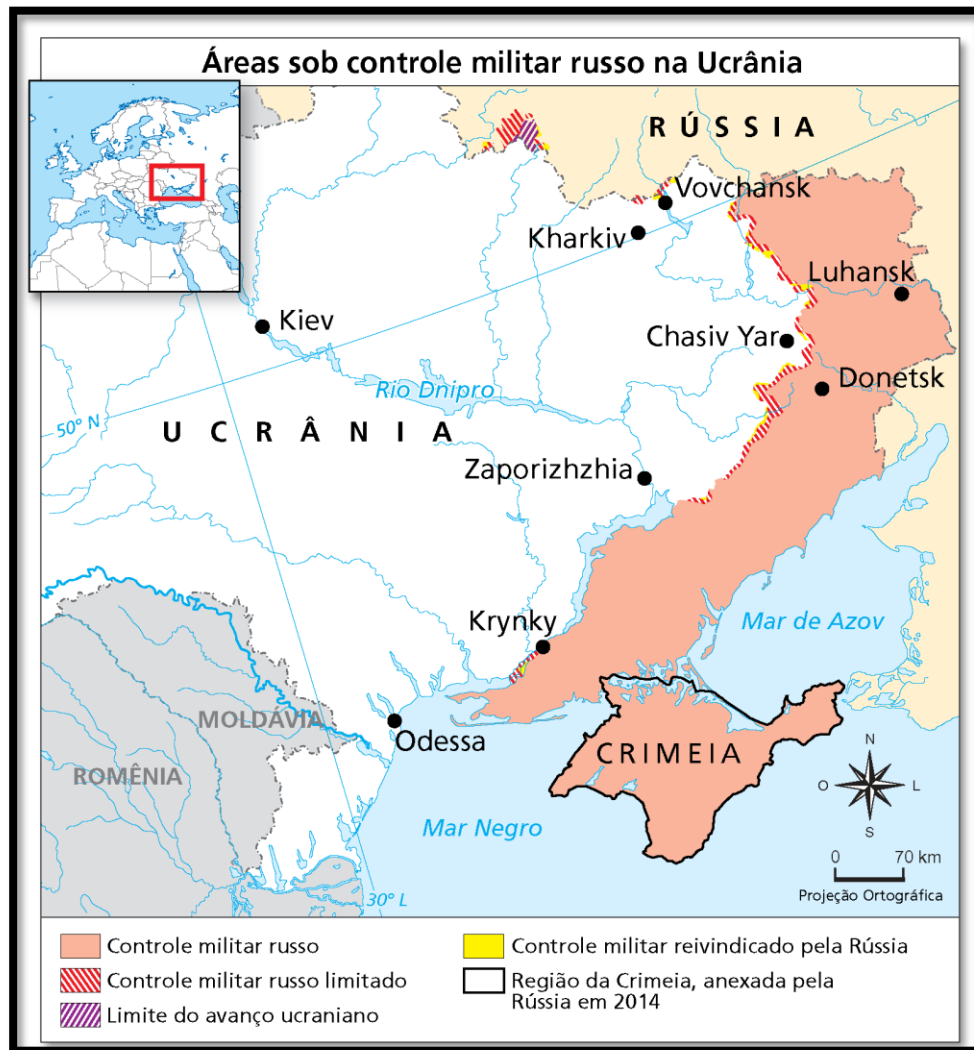 Áreas sob controle militar russo na Ucrânia
RÚSSIA
Vovchansk
Kharkiv
Luhansk
Kiev
Chasiv Yar
Rio Dnipro
Donetsk
50° N
UCRÂNIA
Zaporizhzhia
Krynky
Mar de Azov
MOLDÁVIA
Odessa
CRIMEIA
ROMÊNIA
N
O
L
S
Mar Negro
0 70 km
Projeção Ortográfica
30° L
Controle militar russo
Controle militar russo limitado
Limite do avanço ucraniano
Controle militar reivindicado pela Rússia
Região da Crimeia, anexada pela
Rússia em 2014